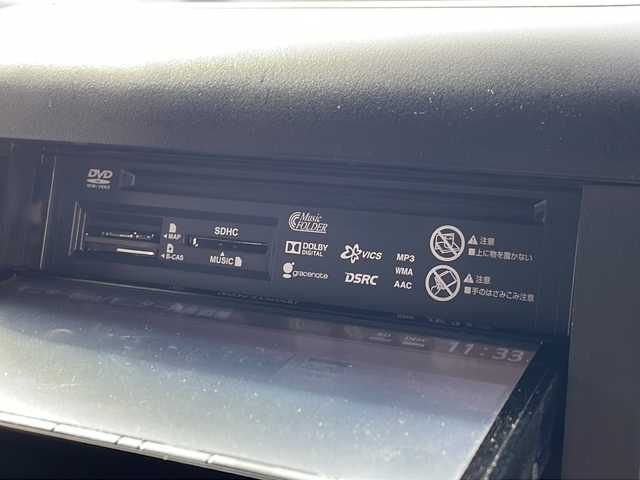 DVD
SDHC
◀MAP
◀B-CAS
▲
MUSIC
Music
FOLDER
DOLBY
DIGITAL
gracenote
VICS
DSRC
MP3
WMA
AAC
注意
■上に物を置かない
注意
■手のはさみこみ注意
11:33